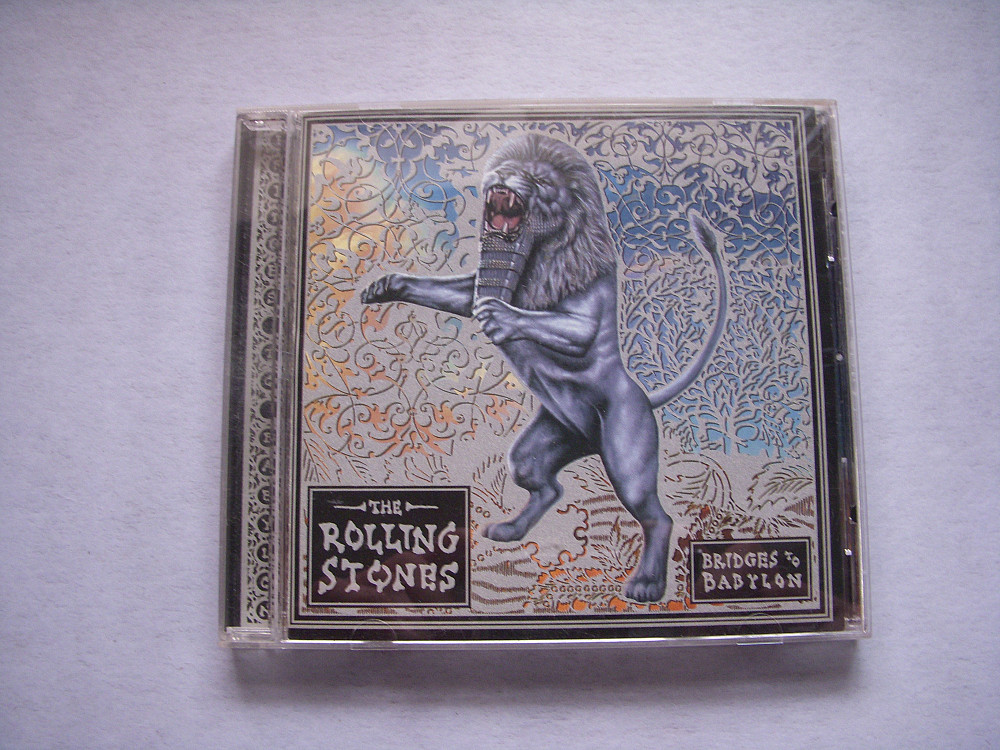 THE
ROLLING
STONES
BRIDGES TO
BABYLON